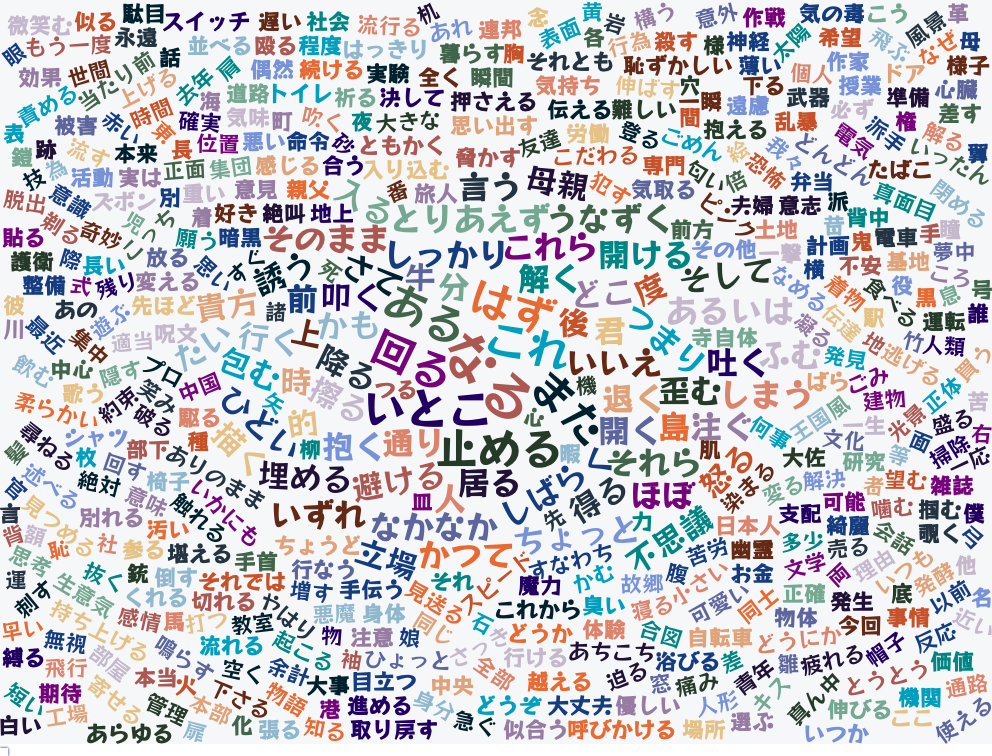 微笑む 似る 駄目 スイッチ 遅い 社会 流行る 机 あれ 連邦 念 表面 黄 岩 構う 意外 作戦 気の毒 こう 風景 革
眼 もう一度 永遠 話 並べる 殴る 程度 はっきり 暮らす 胸 それとも 各 行為 殺す 様 神経 太陽 希望 飛ぶ なぜ 母
効果 世間 当たり前 上げる 去年 肩 偶然 続ける 実験 全く 瞬間 恥ずかしい 薄い 個人 作家 ドア 様子
責める 時間 海 道路 トイレ 祈る 決して 押さえる 気持ち 伸ばす 穴 一瞬 間 下る 武器 授業 準備 心臓
表 被害 赤い 角 確実 気味 町 吹く 夜 大きな 思い出す 伝える 難しい 遠慮 必ず 権 差す
鎧 跡 流す 本来 長 位置 悪い 命令 ともかく 友達 労働 登る ごめん 抱える 乱暴 電気 派手 解る 翼
技 為 活動 実は 正面 集団 感じる 合う 入り込む 脅かす こだわる 専門 匂い 恐怖 我々 どんどん たばこ いったん
脱出 意識 ズボン 別 重い 意見 親父 入る 番 旅人 言う 母親 犯す 気取る 倍 弁当 派 真面目 閉める
剃る 児 こっち 着 好き 絶叫 地上 とりあえず うなずく 前方 夫婦 意志 土地 背中 手
貼る 奇妙 願う 暗黒 そのまま しっかり これら 開ける その他 一撃 計画 鬼 電車 瞳
護衛 際 長い 放る 思い すぐ 誘う 死 さて 牛 分 解く どこ 度 そして 横 不安 基地 夢中
整備 式 残り 変える 貴方 前 叩く ある はず 後 君 つまり あるいは なめる 着物 食べる 役 黒 ころ 号
彼 あの 先ほど 諸 上 かも な これ 寺 自体 凝る 伝達 駅 運転 誰
川 最近 遊ぶ 適当 呪文 たい 行く 降る 回る いいえ 吐く ふむ 発見 地 逃げる 竹 人類
飲む 集中 隠す プロ 中国 包む 時 擦る つる なる また 機 退く 歪む しまう ばら ごみ 建物 正体 買う
中心 歌う 約束 笑み 破る 駆る ひどい 矢 的 いとこ 心 開く 島 注ぐ 何事 王国 風 一生 光景 盛る 苦
柔らかい シャツ 部下 種 描く 柳 抱く 通り 止める 暇 く それら 肌 怒る 文化 等 面 掃除 右
髪 尋ねる 枚 回す ありのまま 埋める 避ける 居る しばらく 得る ほぼ 染まる 大佐 研究 一応
官 述べる 絶対 椅子 いかにも いずれ 皿 人 先 力 変る 解決 者 望む 雑誌
言 見つめる 別れる 意味 触れる なかなか ちょっと 不思議 日本人 支配 可能 噛む 掴む 僕
背 顔 恥 社 汚い 参る 堪える 手首 ちょうど 立場 かつて すなわち 苦労 幽霊 多少 綺麗 売る 会話 覗く
思考 生意気 抜く 銃 倒す それでは 行なう それ スピード 魔力 かむ 故郷 腹 小さい お金 文学 両 理由 いつも 他
運 刺す 持ち上げる くれる 切れる 増す 手伝う 見送る これから 臭い 寝る 可愛い 同士 正確 発生 底 発酵 以前 名
早い 無視 感情 馬 打つ 教室 やはり 悪魔 身体 同じ 石 どうか 体験 合図 自転車 物体 どうにか 今回 事情 近い
縛る 飛行 部屋 鳴らす 流れる 起こる 物 注意 娘 袖 ひょっと さっき 全部 行ける あちこち 迫る 浴びる 差 青年 雛 疲れる 帽子 反応
短い 期待 寄せる 本当 火 空く 余計 大事 目立つ 中央 越える 窓 痛み キス 真ん中 とうとう 価値
白い 工場 管理 本部 下さる 物語 港 進める 身分 どうぞ 大丈夫 優しい 人形 伸びる 機関 通路
あらゆる 扉 化 張る 知る 取り戻す 急ぐ 似合う 呼びかける 場所 選ぶ いつか ここ 使える